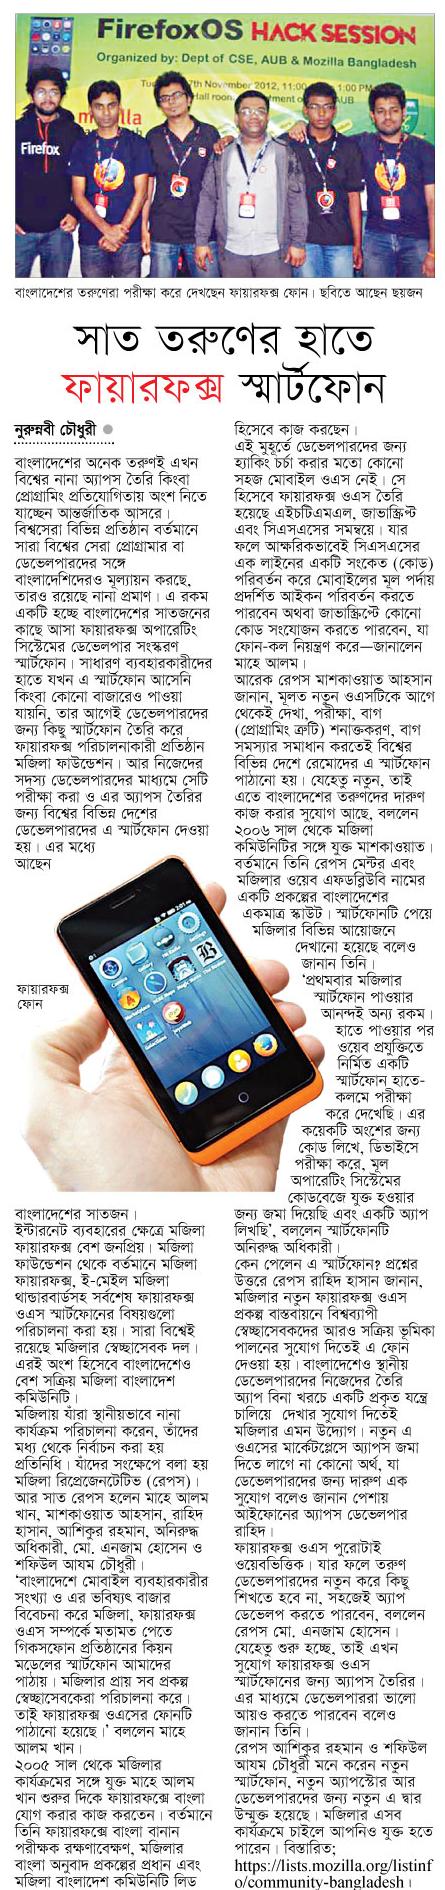 FirefoxOS HACK SESSION
Organized by: Dept of CSE, AUB & Mozilla Bangladesh
7th November 2012,
Firefox
বাংলাদেশের তরুণেরা পরীক্ষা করে দেখছেন ফায়ারফক্স ফোন। ছবিতে আছেন ছয়জন
সাত তরুণের হাতে
ফায়ারফক্স স্মার্টফোন
নুরুন্নবী চৌধুরী
বাংলাদেশের অনেক তরুণই এখন
বিশ্বের নানা অ্যাপস তৈরি কিংবা
প্রোগ্রামিং প্রতিযোগিতায় অংশ নিতে
যাচ্ছেন আন্তর্জাতিক আসরে।
বিশ্বসেরা বিভিন্ন প্রতিষ্ঠান বর্তমানে
সারা বিশ্বের সেরা প্রোগ্রামার বা
ডেভেলপারদের সঙ্গে
বাংলাদেশিদেরও মূল্যায়ন করছে,
তারও রয়েছে নানা প্রমাণ। এ রকম
একটি হচ্ছে বাংলাদেশের সাতজনের
কাছে আসা ফায়ারফক্স অপারেটিং
সিস্টেমের ডেভেলপার সংস্করণ
স্মার্টফোন। সাধারণ ব্যবহারকারীদের
হাতে যখন এ স্মার্টফোন আসেনি
কিংবা কোনো বাজারেও পাওয়া
যায়নি, তার আগেই ডেভেলপারদের
জন্য কিছু স্মার্টফোন তৈরি করে
ফায়ারফক্স পরিচালনাকারী প্রতিষ্ঠান
মজিলা ফাউন্ডেশন। আর নিজেদের
সদস্য ডেভেলপারদের মাধ্যমে সেটি
পরীক্ষা করা ও এর অ্যাপস তৈরির
জন্য বিশ্বের বিভিন্ন দেশের
ডেভেলপারদের এ স্মার্টফোন দেওয়া
হয়। এর মধ্যে
আছেন
ফায়ারফক্স
ফোন
বাংলাদেশের সাতজন।
ইন্টারনেট ব্যবহারের ক্ষেত্রে মজিলা
ফায়ারফক্স বেশ জনপ্রিয়। মজিলা
ফাউন্ডেশন থেকে বর্তমানে মজিলা
ফায়ারফক্স, ই-মেইল মজিলা
থান্ডারবার্ডসহ সর্বশেষ ফায়ারফক্স
ওএস স্মার্টফোনের বিষয়গুলো
পরিচালনা করা হয়। সারা বিশ্বেই
রয়েছে মজিলার স্বেচ্ছাসেবক দল।
এরই অংশ হিসেবে বাংলাদেশেও
বেশ সক্রিয় মজিলা বাংলাদেশ
কমিউনিটি।
মজিলায় যাঁরা স্থানীয়ভাবে নানা
কার্যক্রম পরিচালনা করেন, তাঁদের
মধ্য থেকে নির্বাচন করা হয়
প্রতিনিধি। যাঁদের সংক্ষেপে বলা হয়
মজিলা রিপ্রেজেনটেটিভ (রেপস)।
আর সাত রেপস হলেন মাহে আলম
খান, মাশকাওয়াত আহসান, রাহিদ
হাসান, আশিকুর রহমান, অনিরুদ্ধ
অধিকারী, মো. এনজাম হোসেন ও
শফিউল আযম চৌধুরী।
‘বাংলাদেশে মোবাইল ব্যবহারকারীর
সংখ্যা ও এর ভবিষ্যৎ বাজার
বিবেচনা করে মজিলা, ফায়ারফক্স
ওএস সম্পর্কে মতামত পেতে
গিকসফোন প্রতিষ্ঠানের কিয়ন
মডেলের স্মার্টফোন আমাদের
পাঠায়। মজিলার প্রায় সব প্রকল্প
স্বেচ্ছাসেবকেরা পরিচালনা করে।
তাই ফায়ারফক্স ওএসের ফোনটি
পাঠানো হয়েছে।’ বললেন মাহে
আলম খান।
২০০৫ সাল থেকে মজিলার
কার্যক্রমের সঙ্গে যুক্ত মাহে আলম
খান শুরুর দিকে ফায়ারফক্সে বাংলা
যোগ করার কাজ করতেন। বর্তমানে
তিনি ফায়ারফক্সে বাংলা বানান
পরীক্ষক রক্ষণাবেক্ষণ, মজিলার
বাংলা অনুবাদ প্রকল্পের প্রধান এবং
মজিলা বাংলাদেশ কমিউনিটি লিড
হিসেবে কাজ করছেন।
এই মুহূর্তে ডেভেলপারদের জন্য
হ্যাকিং চর্চা করার মতো কোনো
সহজ মোবাইল ওএস নেই। সে
হিসেবে ফায়ারফক্স ওএস তৈরি
হয়েছে এইচটিএমএল, জাভাস্ক্রিপ্ট
এবং সিএসএসের সমন্বয়ে। যার
ফলে আক্ষরিকভাবেই সিএসএসের
এক লাইনের একটি সংকেত (কোড)
পরিবর্তন করে মোবাইলের মূল পর্দায়
প্রদর্শিত আইকন পরিবর্তন করতে
পারবেন অথবা জাভাস্ক্রিপ্টে কোনো
কোড সংযোজন করতে পারবেন, যা
ফোন-কল নিয়ন্ত্রণ করে—জানালেন
মাহে আলম।
আরেক রেপস মাশকাওয়াত আহসান
জানান, মূলত নতুন ওএসটিকে আগে
থেকেই দেখা, পরীক্ষা, বাগ
(প্রোগ্রামিং ত্রুটি) শনাক্তকরণ, বাগ
সমস্যার সমাধান করতেই বিশ্বের
বিভিন্ন দেশে রেমোদের এ স্মার্টফোন
পাঠানো হয়। যেহেতু নতুন, তাই
এতে বাংলাদেশের তরুণদের দারুণ
কাজ করার সুযোগ আছে, বললেন
২০০৬ সাল থেকে মজিলা
কমিউনিটির সঙ্গে যুক্ত মাশকাওয়াত।
বর্তমানে তিনি রেপস মেন্টর এবং
মজিলার ওয়েব এফডব্লিউবি নামের
একটি প্রকল্পের বাংলাদেশের
একমাত্র স্কাউট। স্মার্টফোনটি পেয়ে
মজিলার বিভিন্ন আয়োজনে
দেখানো হয়েছে বলেও
জানান তিনি।
‘প্রথমবার মজিলার
স্মার্টফোন পাওয়ার
আনন্দই অন্য রকম।
হাতে পাওয়ার পর
ওয়েব প্রযুক্তিতে
নির্মিত একটি
স্মার্টফোন হাতে-
কলমে পরীক্ষা
করে দেখেছি। এর
কয়েকটি অংশের জন্য
কোড লিখে, ডিভাইসে
পরীক্ষা করে, মূল
অপারেটিং সিস্টেমের
কোডবেজে যুক্ত হওয়ার
জন্য জমা দিয়েছি এবং একটি অ্যাপ
লিখছি’, বললেন স্মার্টফোনটি
অনিরুদ্ধ অধিকারী।
কেন পেলেন এ স্মার্টফোন? প্রশ্নের
উত্তরে রেপস রাহিদ হাসান জানান,
মজিলার নতুন ফায়ারফক্স ওএস
প্রকল্প বাস্তবায়নে বিশ্বব্যাপী
স্বেচ্ছাসেবকদের আরও সক্রিয় ভূমিকা
পালনের সুযোগ দিতেই এ ফোন
দেওয়া হয়। বাংলাদেশেও স্থানীয়
ডেভেলপারদের নিজেদের তৈরি
অ্যাপ বিনা খরচে একটি প্রকৃত যন্ত্রে
চালিয়ে দেখার সুযোগ দিতেই
মজিলার এমন উদ্যোগ। নতুন এ
ওএসের মার্কেটপ্লেসে অ্যাপস জমা
দিতে লাগে না কোনো অর্থ, যা
ডেভেলপারদের জন্য দারুণ এক
সুযোগ বলেও জানান পেশায়
আইফোনের অ্যাপস ডেভেলপার
রাহিদ।
ফায়ারফক্স ওএস পুরোটাই
ওয়েবভিত্তিক। যার ফলে তরুণ
ডেভেলপারদের নতুন করে কিছু
শিখতে হবে না, সহজেই অ্যাপ
ডেভেলপ করতে পারবেন, বললেন
রেপস মো. এনজাম হোসেন।
যেহেতু শুরু হচ্ছে, তাই এখন
সুযোগ ফায়ারফক্স ওএস
স্মার্টফোনের জন্য অ্যাপস তৈরির।
এর মাধ্যমে ডেভেলপাররা ভালো
আয়ও করতে পারবেন বলেও
জানান তিনি।
রেপস আশিকুর রহমান ও শফিউল
আযম চৌধুরী মনে করেন নতুন
স্মার্টফোন, নতুন অ্যাপস্টোর আর
ডেভেলপারদের জন্য নতুন এ দ্বার
উন্মুক্ত হয়েছে। মজিলার এসব
কার্যক্রমে চাইলে আপনিও যুক্ত হতে
পারেন। বিস্তারিত;
https://lists.mozilla.org/listinf
o/community-bangladesh।